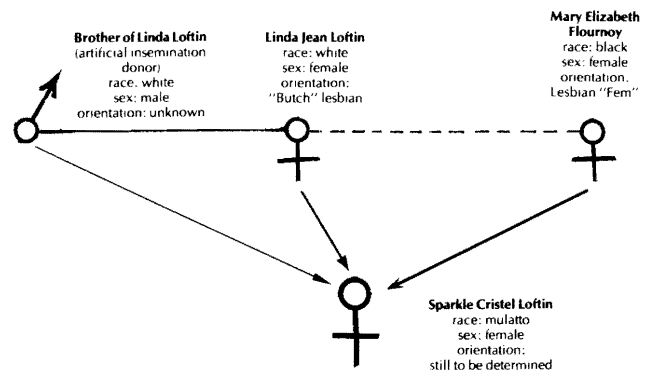 Brother of Linda Loftin
(artificial insemination
donor)
race. white
sex: male
orientation: unknown
Linda Jean Loftin
race: white
sex: female
orientation:
"Butch" lesbian
Mary Elizabeth
Flournoy
race: black
sex: female
orientation.
Lesbian "Fem"
Sparkle Cristel Loftin
race: mulatto
sex: female
orientation:
still to be determined